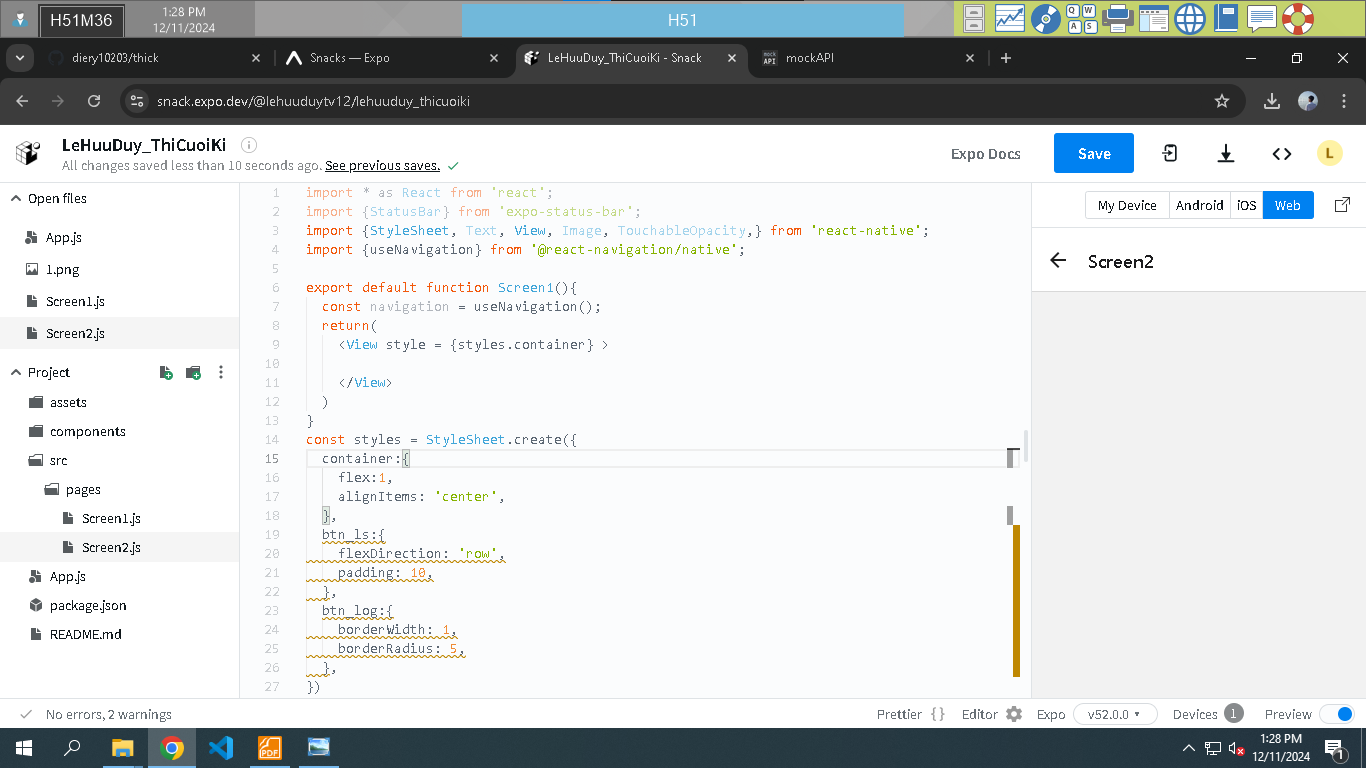 H51M36
1:28 PM
12/11/2024
H51
diery10203/thick
Snacks — Expo
LeHuuDuy_ThiCuoiKi - Snack
mock API
mockAPI
snack.expo.dev/@lehuuduytv12/lehuuduy_thicuoiki
LeHuuDuy_ThiCuoiKi
All changes saved less than 10 seconds ago. See previous saves.
Expo Docs
Save
L
Open files
App.js
1.png
Screen1.js
Screen2.js
Project
assets
components
src
pages
Screen1.js
Screen2.js
App.js
package.json
README.md
1 import * as React from 'react';
2 import {StatusBar} from 'expo-status-bar';
3 import {StyleSheet, Text, View, Image, TouchableOpacity,} from 'react-native';
4 import {useNavigation} from '@react-navigation/native';
5
6 export default function Screen1(){
7 const navigation = useNavigation();
8 return(
9 <View style = {styles.container} >
10
11 </View>
12 )
13 }
14 const styles = StyleSheet.create({
15 container:{
16 flex:1,
17 alignItems: 'center',
18 },
19 btn_ls:{
20 flexDirection: 'row',
21 padding: 10,
22 },
23 btn_log:{
24 borderWidth: 1,
25 borderRadius: 5,
26 },
27 })
My Device
Android
iOS
Web
Screen2
No errors, 2 warnings
Prettier {}
Editor
Expo
v52.0.0
Devices 1
Preview
PDF
1:28 PM
12/11/2024
1